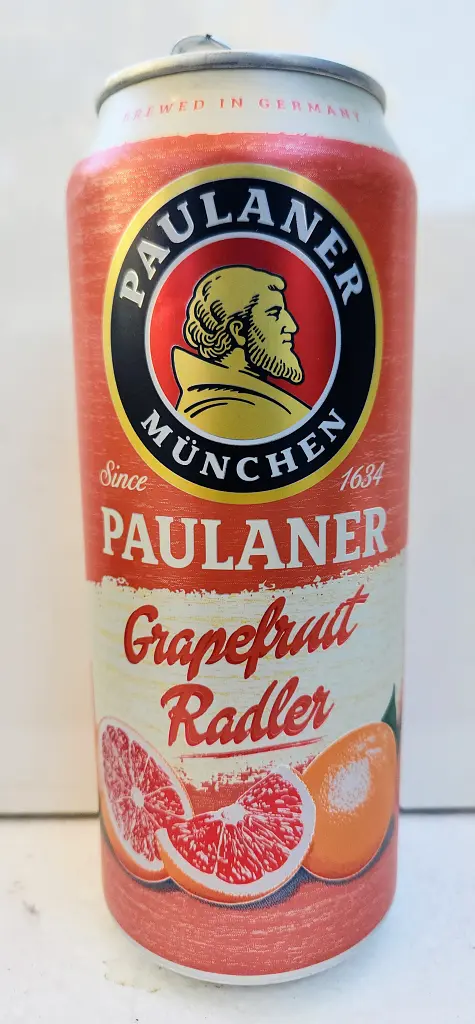 BREWED IN GERMANY
PAULANER
MÜNCHEN
Since 1634
PAULANER
Grapefruit
Radler